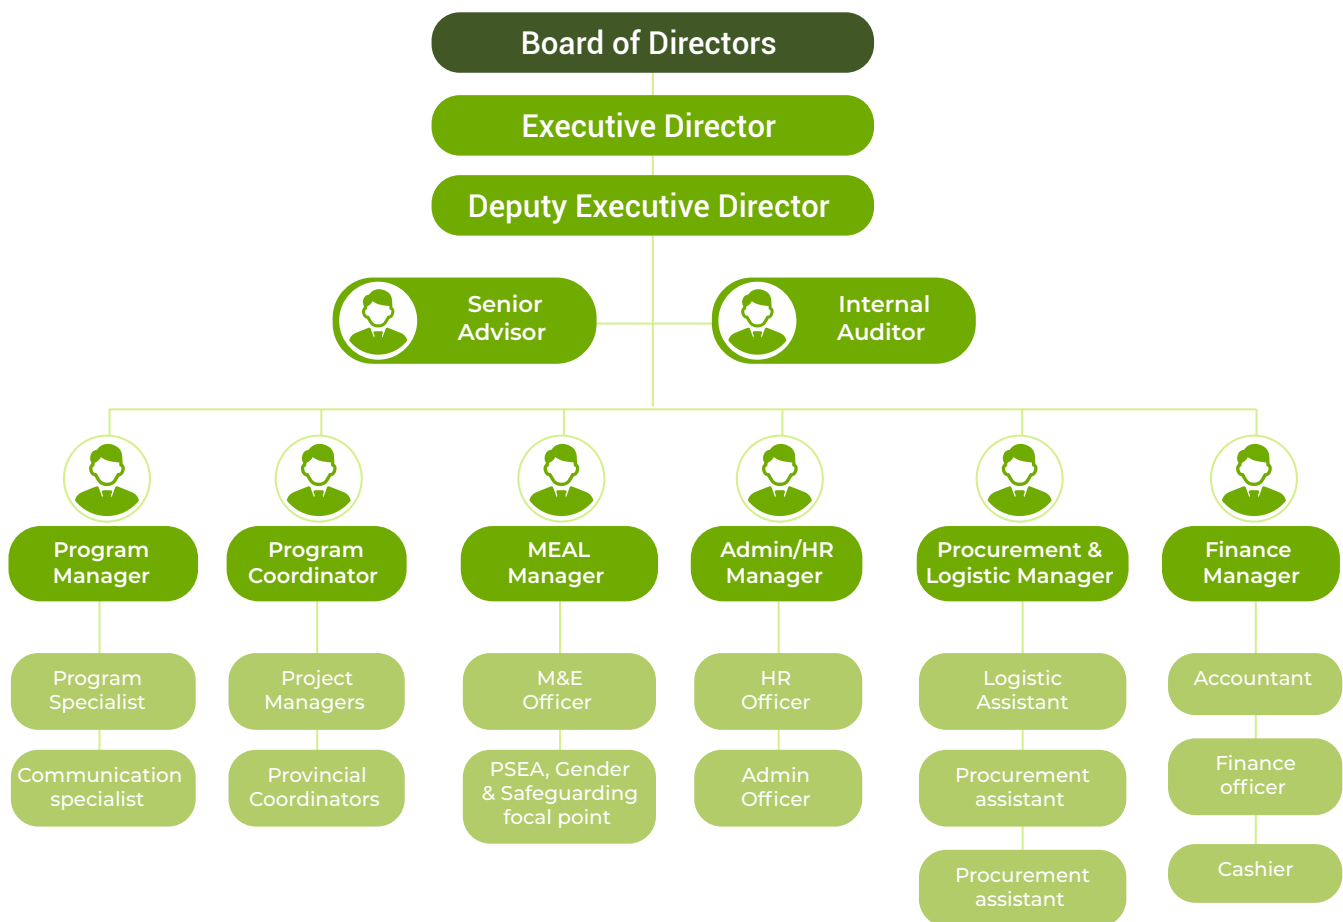 Board of Directors
Executive Director
Deputy Executive Director
Senior
Advisor
Internal
Auditor
Program
Manager
Program
Coordinator
MEAL
Manager
Admin/HR
Manager
Procurement &
Logistic Manager
Finance
Manager
Program
Specialist
Project
Managers
M&E
Officer
HR
Officer
Logistic
Assistant
Accountant
Communication
specialist
Provincial
Coordinators
PSEA, Gender
& Safeguarding
focal point
Admin
Officer
Procurement
assistant
Finance
officer
Procurement
assistant
Cashier